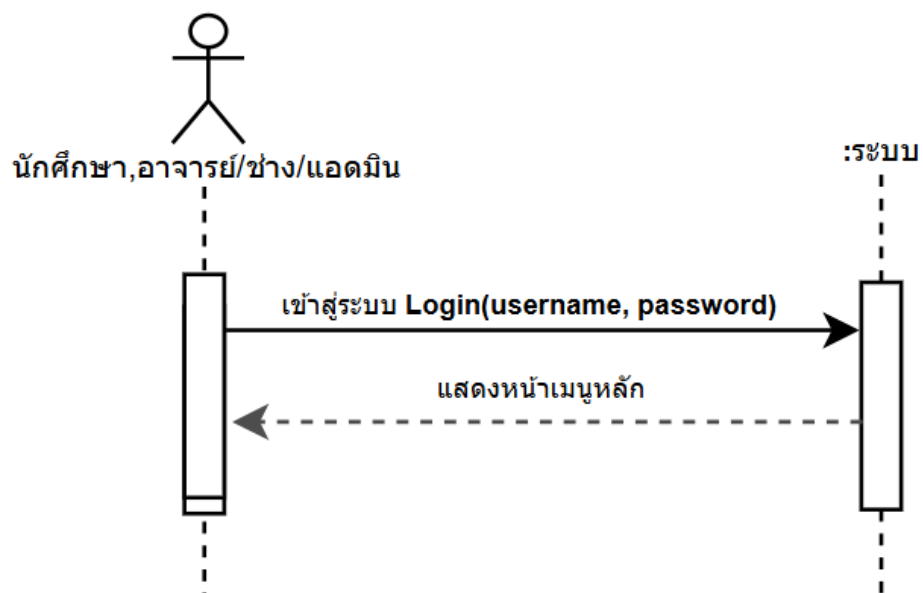 นักศึกษา,อาจารย์/ช่าง/แอดมิน
:ระบบ
เข้าสู่ระบบ Login(username, password)
แสดงหน้าเมนูหลัก